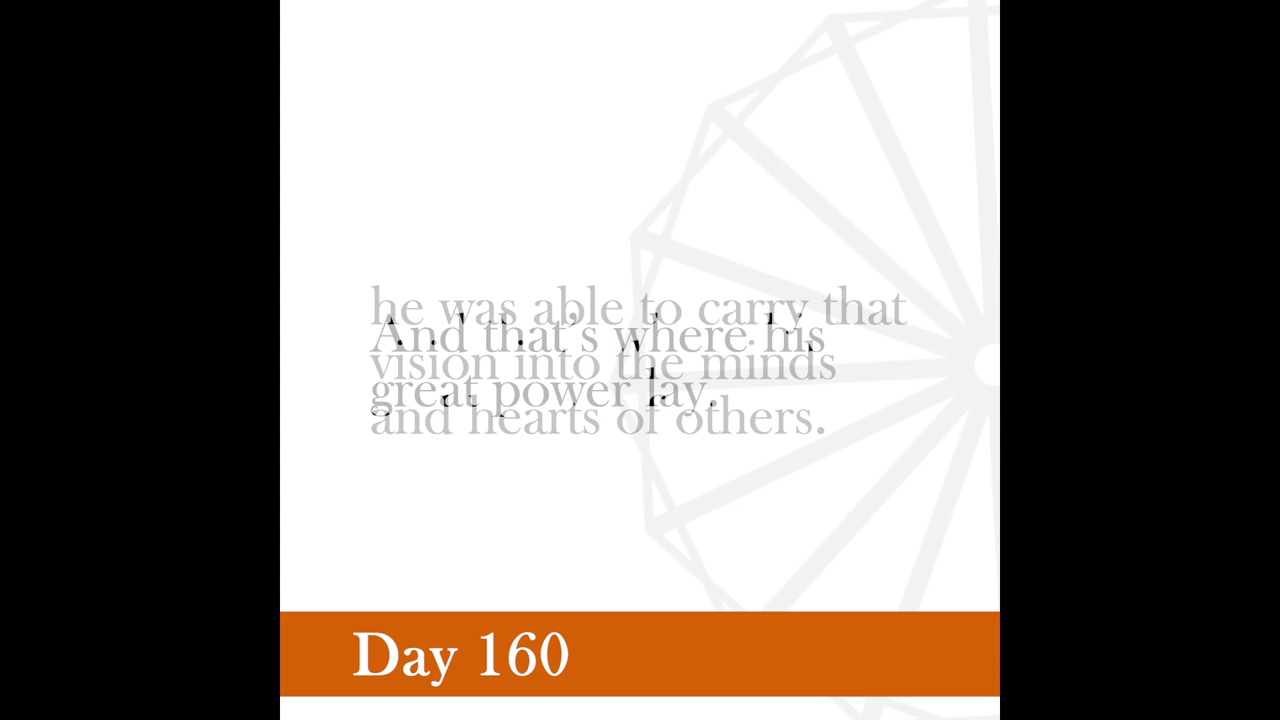 he was able to carry that
And that's where his
vision into the minds
great power lay.
and hearts of others.
Day 160